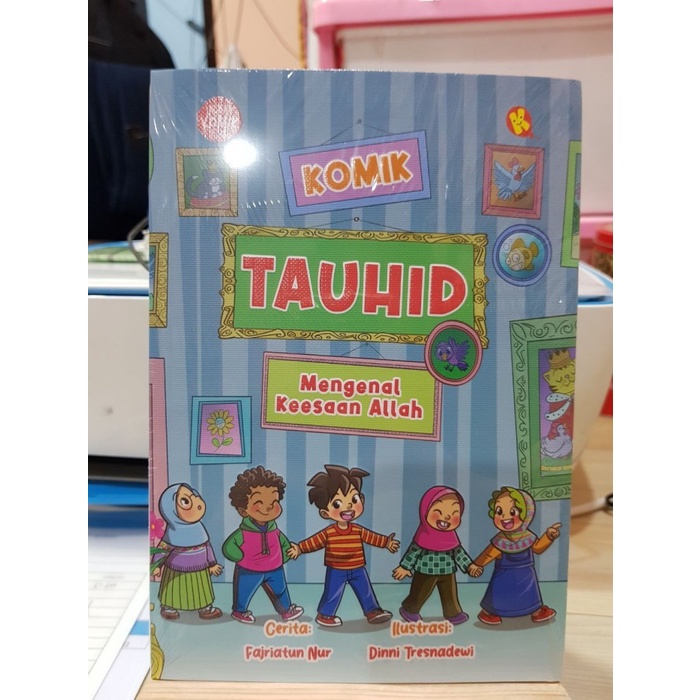 KOMIK
TAUHID
Mengenal
Keesaan Allah
Cerita:
Fajriatun Nur
Ilustrasi:
Dinni Tresnadewi